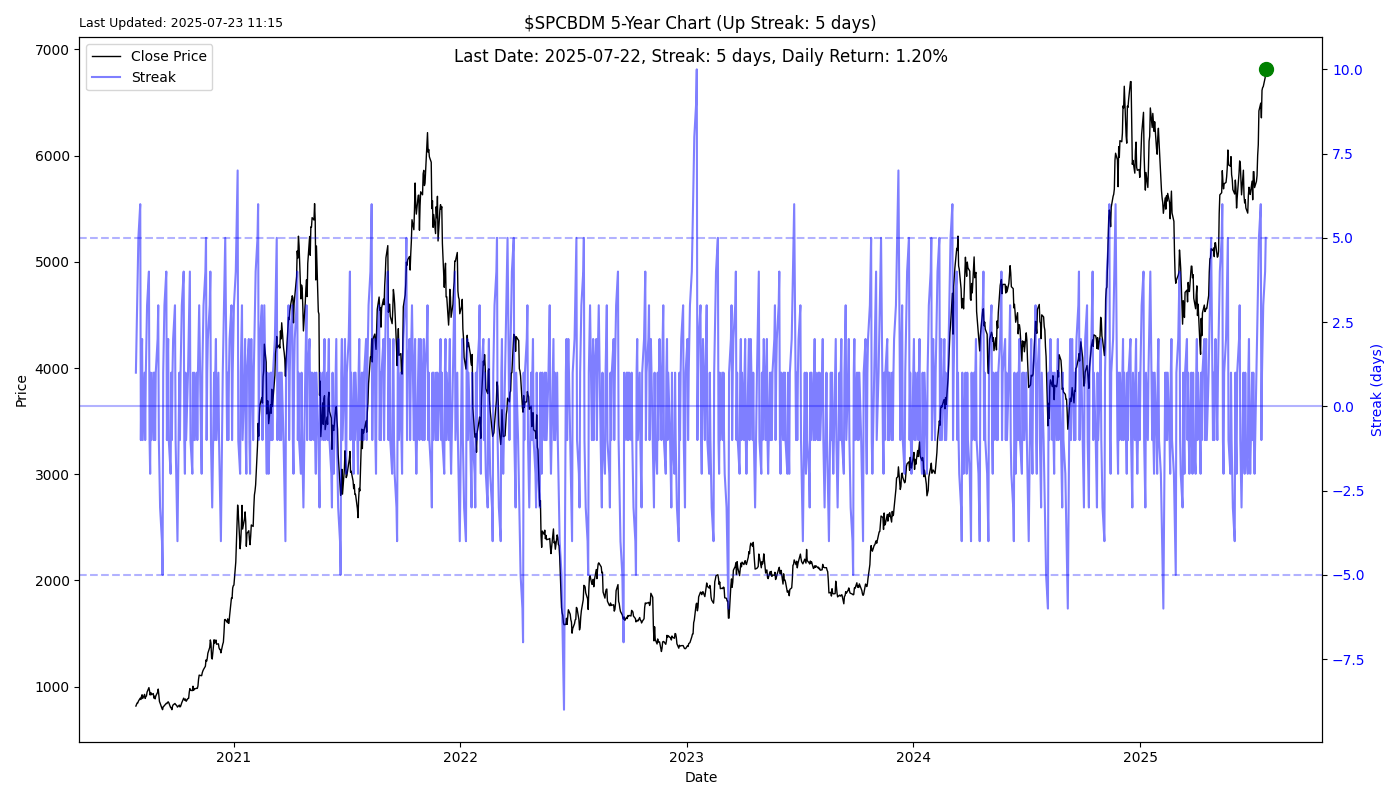 Last Updated: 2025-07-23 11:15
$SPCBDM 5-Year Chart (Up Streak: 5 days)
Last Date: 2025-07-22, Streak: 5 days, Daily Return: 1.20%
Close Price
Streak
7000
6000
5000
4000
3000
2000
1000
Price
10.0
7.5
5.0
2.5
0.0
−2.5
−5.0
−7.5
Streak (days)
2021
2022
2023
2024
2025
Date